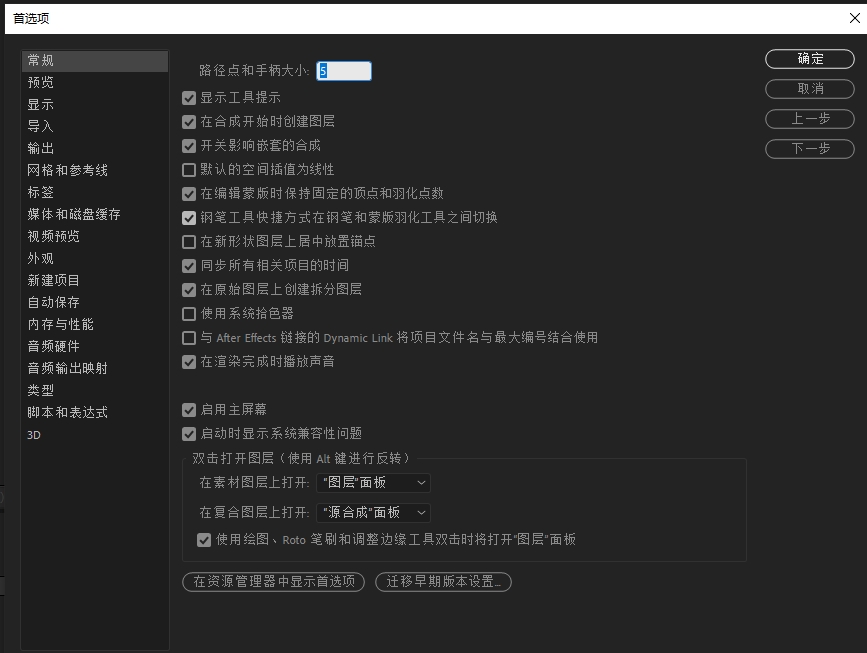 首选项
常规
预览
显示
导入
输出
网格和参考线
标签
媒体和磁盘缓存
视频预览
外观
新建项目
自动保存
内存与性能
音频硬件
音频输出映射
类型
脚本和表达式
3D
路径点和手柄大小: 5
显示工具提示
在合成开始时创建图层
开关影响嵌套的合成
默认的空间插值为线性
在编辑蒙版时保持固定的顶点和羽化点数
钢笔工具快捷方式在钢笔和蒙版羽化工具之间切换
在新形状图层上居中放置锚点
同步所有相关项目的时间
在原始图层上创建拆分图层
使用系统拾色器
与 After Effects 链接的 Dynamic Link 将项目文件名与最大编号结合使用
在渲染完成时播放声音
启用主屏幕
启动时显示系统兼容性问题
双击打开图层（使用 Alt 键进行反转）
在素材图层上打开: "图层"面板
在复合图层上打开: "源合成"面板
使用绘图、Roto 笔刷和调整边缘工具双击时将打开"图层"面板
在资源管理器中显示首选项
迁移早期版本设置...
确定
取消
上一步
下一步